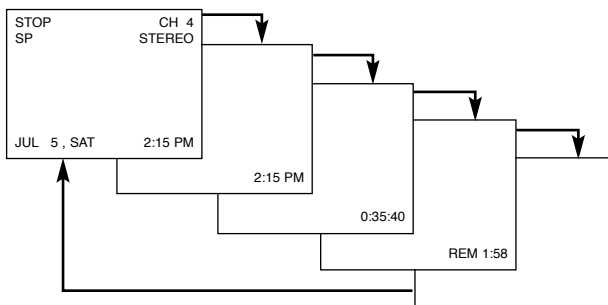 STOP CH 4
SP STEREO
JUL 5 , SAT 2:15 PM
2:15 PM
0:35:40
REM 1:58